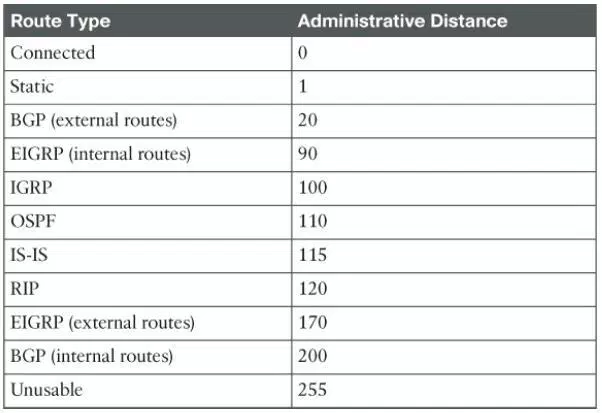 Route Type Administrative Distance
Connected 0
Static 1
BGP (external routes) 20
EIGRP (internal routes) 90
IGRP 100
OSPF 110
IS-IS 115
RIP 120
EIGRP (external routes) 170
BGP (internal routes) 200
Unusable 255